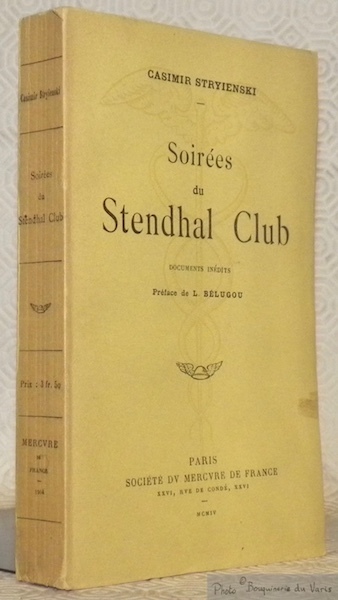 Casimir Stryienski
Soirées
du
Stendhal Club
Prix : 3 fr. 50
MERCVRE
DE
FRANCE
CASIMIR STRYIENSKI
Soirées
du
Stendhal Club
DOCUMENTS INÉDITS
Préface de L. BÉLUGOU
PARIS
SOCIÉTÉ DV MERCVRE DE FRANCE
XXVI, RVE DE CONDÉ, XXVI
Photo © Bouquinerie du Varis